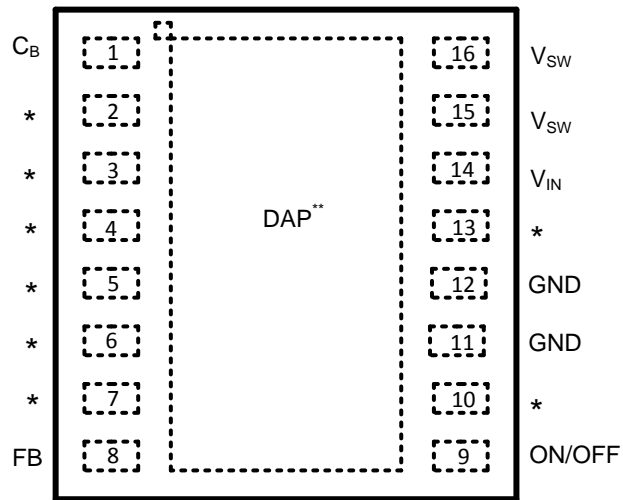 C_B 1 16 V_SW
* 2 15 V_SW
* 3 14 V_IN
* 4 DAP** 13 *
* 5 12 GND
* 6 11 GND
* 7 10 *
FB 8 9 ON/OFF